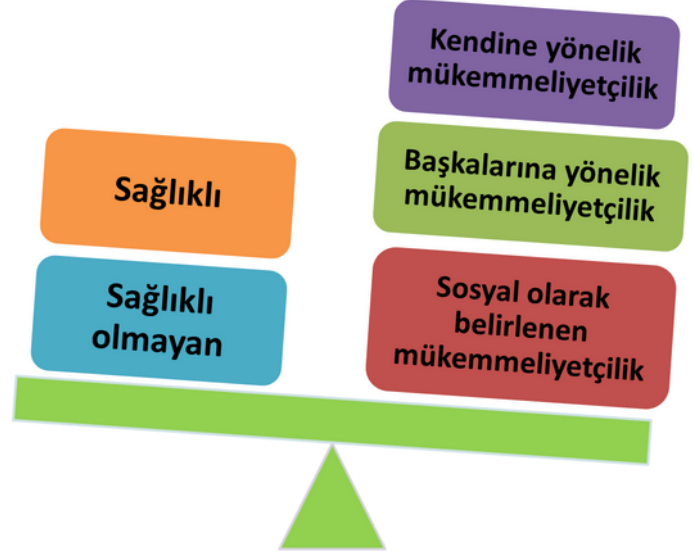 Sağlıklı
Sağlıklı
olmayan
Kendine yönelik
mükemmeliyetçilik
Başkalarına yönelik
mükemmeliyetçilik
Sosyal olarak
belirlenen
mükemmeliyetçilik